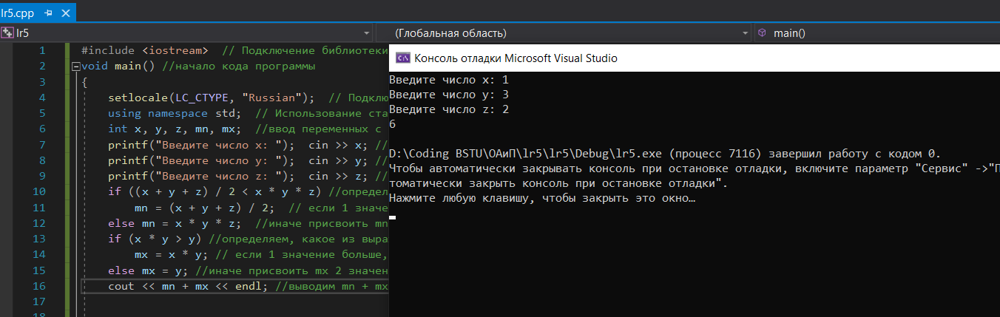 lr5.cpp
lr5 (Глобальная область) main()
1 #include <iostream> // Подключение библиотеки
2 void main() //начало кода программы
3 {
4 setlocale(LC_CTYPE, "Russian"); // Подклю
5 using namespace std; // Использование ста
6 int x, y, z, mn, mx; //ввод переменных с
7 printf("Введите число x: "); cin >> x; //
8 printf("Введите число y: "); cin >> y; //
9 printf("Введите число z: "); cin >> z; //
10 if ((x + y + z) / 2 < x * y * z) //определ
11 mn = (x + y + z) / 2; // если 1 значе
12 else mn = x * y * z; //иначе присвоить mn
13 if (x * y > y) //определяем, какое из выра
14 mx = x * y; // если 1 значение больше,
15 else mx = y; //иначе присвоить mx 2 значен
16 cout << mn + mx << endl; //выводим mn + mx
17
18
Консоль отладки Microsoft Visual Studio
Введите число x: 1
Введите число y: 3
Введите число z: 2
6
D:\Coding BSTU\ОАиП\lr5\lr5\Debug\lr5.exe (процесс 7116) завершил работу с кодом 0.
Чтобы автоматически закрывать консоль при остановке отладки, включите параметр "Сервис" ->"П
томатически закрыть консоль при остановке отладки".
Нажмите любую клавишу, чтобы закрыть это окно…